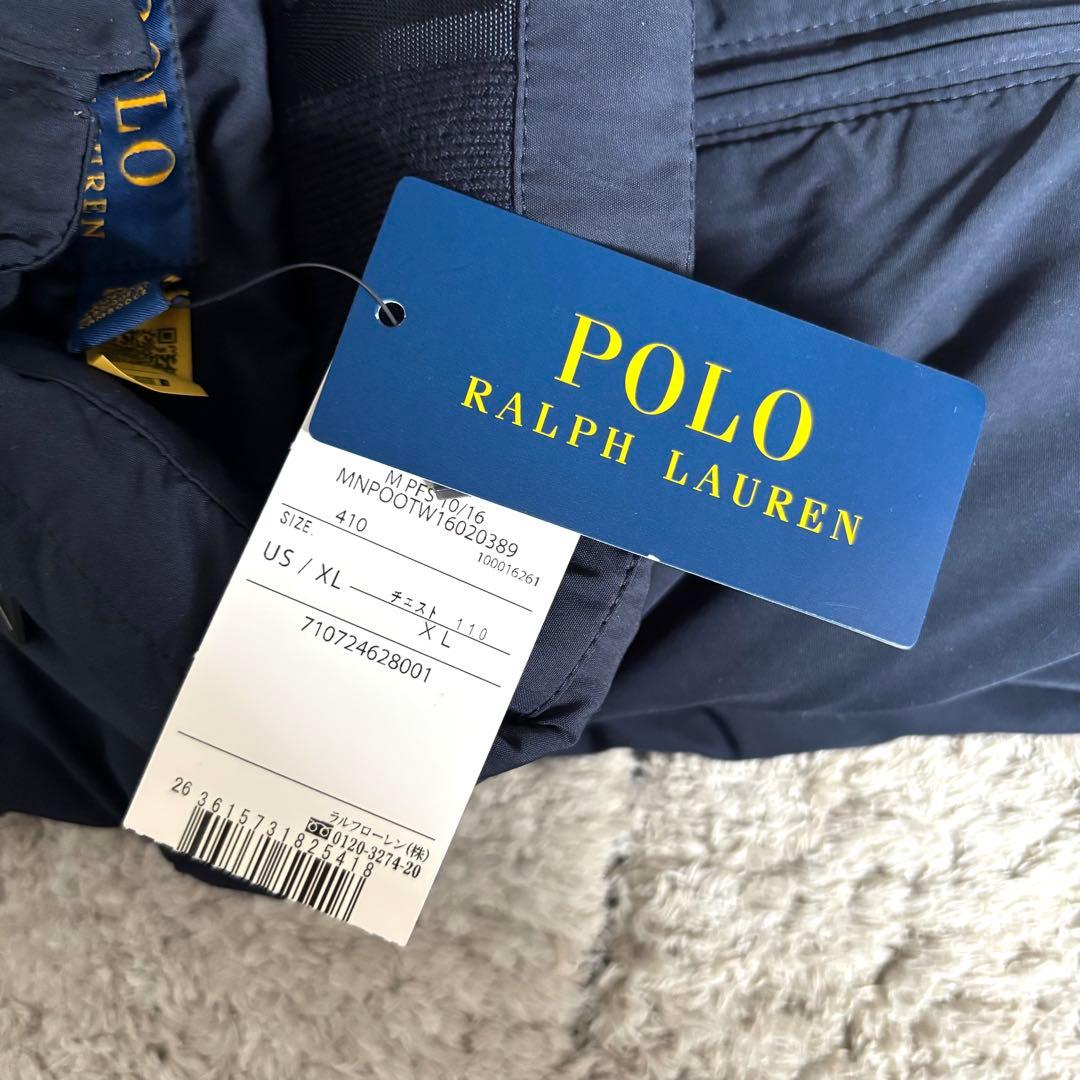 POLO
UREN
POLO
RALPH LAUREN
M PFS 10/16
MNPOOTW16020389
410
100016261
SIZE.
US / XL
チェスト 110
XL
710724628001
26 3615731825418
ラルフローレン(株)
0120-3274-20